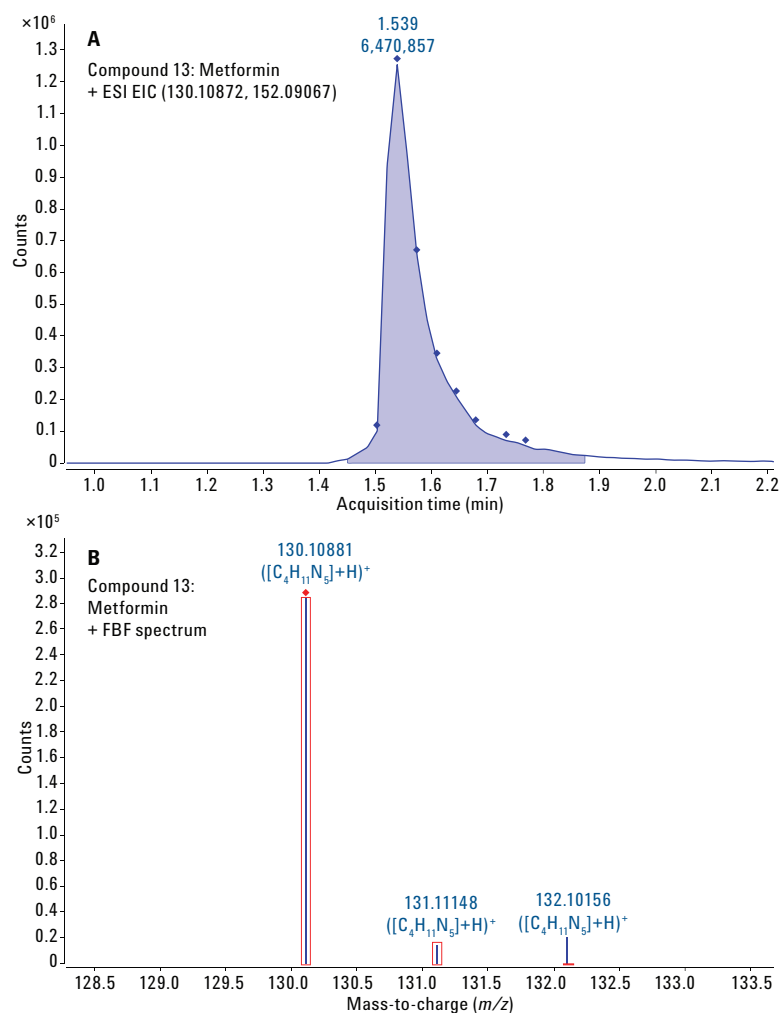 ×10⁶
A
Compound 13: Metformin
+ ESI EIC (130.10872, 152.09067)
1.539
6,470,857
1.3
1.2
1.1
1.0
0.9
0.8
0.7
0.6
0.5
0.4
0.3
0.2
0.1
0
Counts
1.0 1.1 1.2 1.3 1.4 1.5 1.6 1.7 1.8 1.9 2.0 2.1 2.2
Acquisition time (min)
×10⁵
B
Compound 13:
Metformin
+ FBF spectrum
130.10881
([C₄H₁₁N₅]+H)⁺
3.2
3.0
2.8
2.6
2.4
2.2
2.0
1.8
1.6
1.4
1.2
1.0
0.8
0.6
0.4
0.2
0
Counts
131.11148
([C₄H₁₁N₅]+H)⁺
132.10156
([C₄H₁₁N₅]+H)⁺
128.5 129.0 129.5 130.0 130.5 131.0 131.5 132.0 132.5 133.0 133.5
Mass-to-charge (m/z)